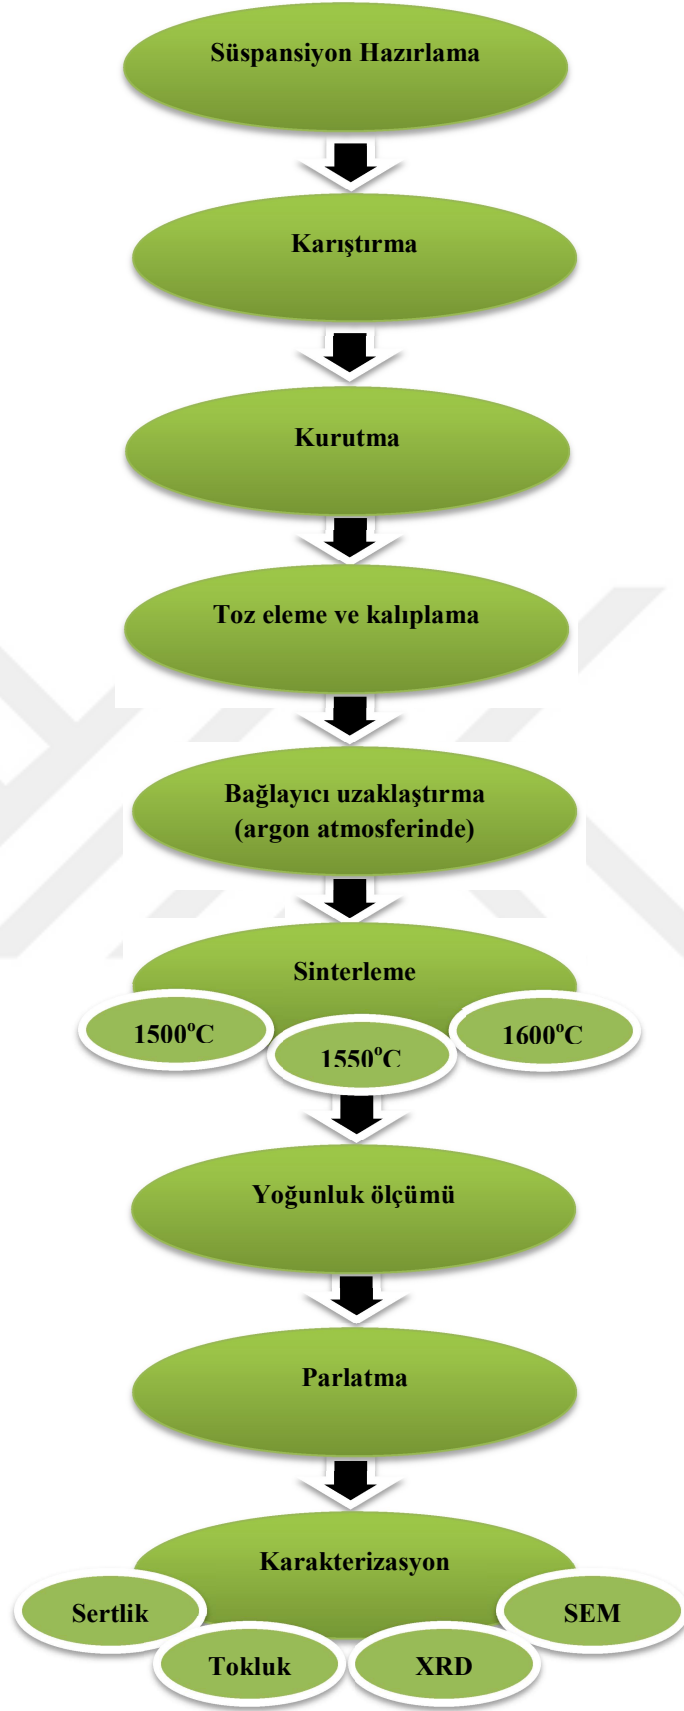 Süspansiyon Hazırlama
Karıştırma
Kurutma
Toz eleme ve kalıplama
Bağlayıcı uzaklaştırma
(argon atmosferinde)
Sinterleme
1500°C
1550°C
1600°C
Yoğunluk ölçümü
Parlatma
Karakterizasyon
Sertlik
Tokluk
XRD
SEM